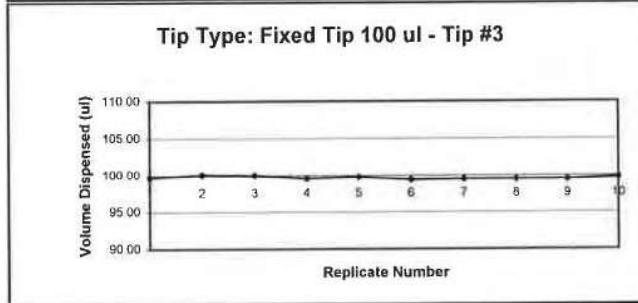 Tip Type: Fixed Tip 100 ul - Tip #3
Volume Dispensed (ul)
110 00
105 00
100 00
95 00
90 00
2 3 4 5 6 7 8 9 10
Replicate Number